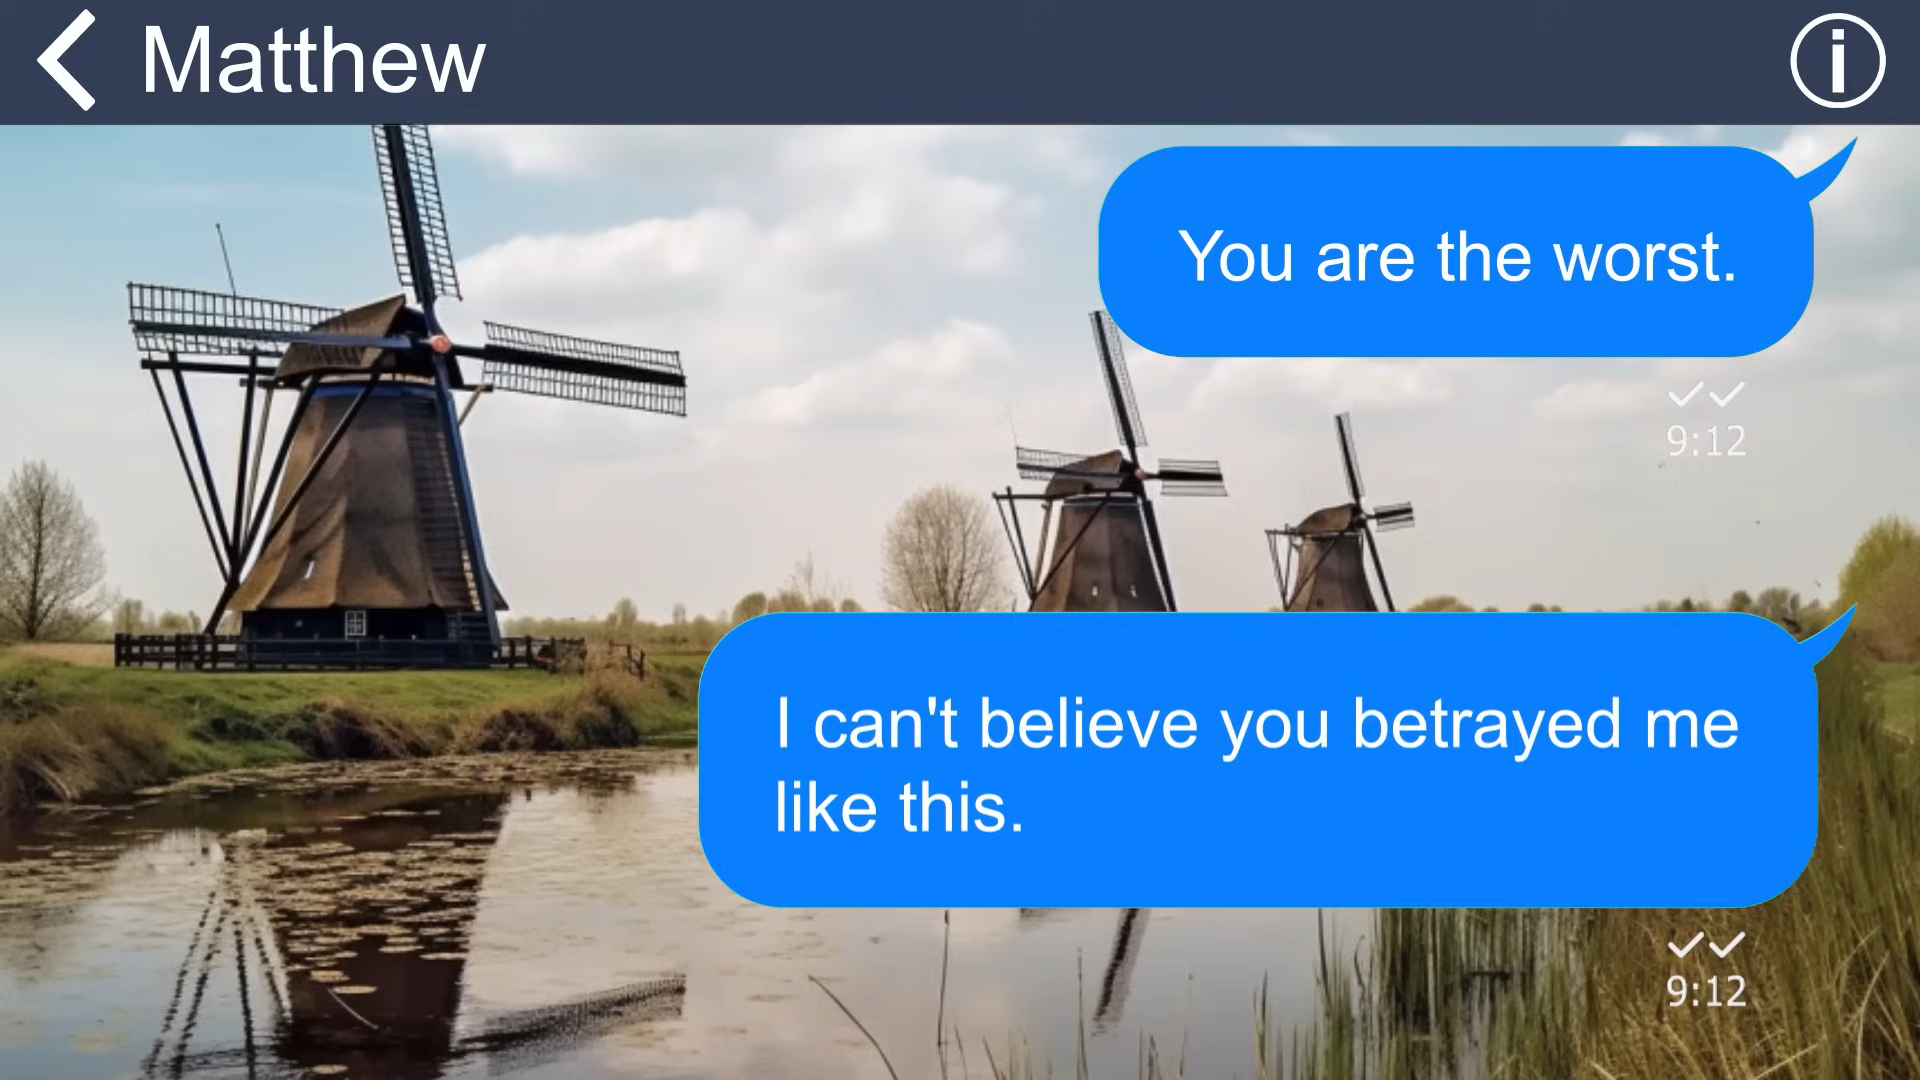 Matthew
You are the worst.
9:12
I can't believe you betrayed me
like this.
9:12